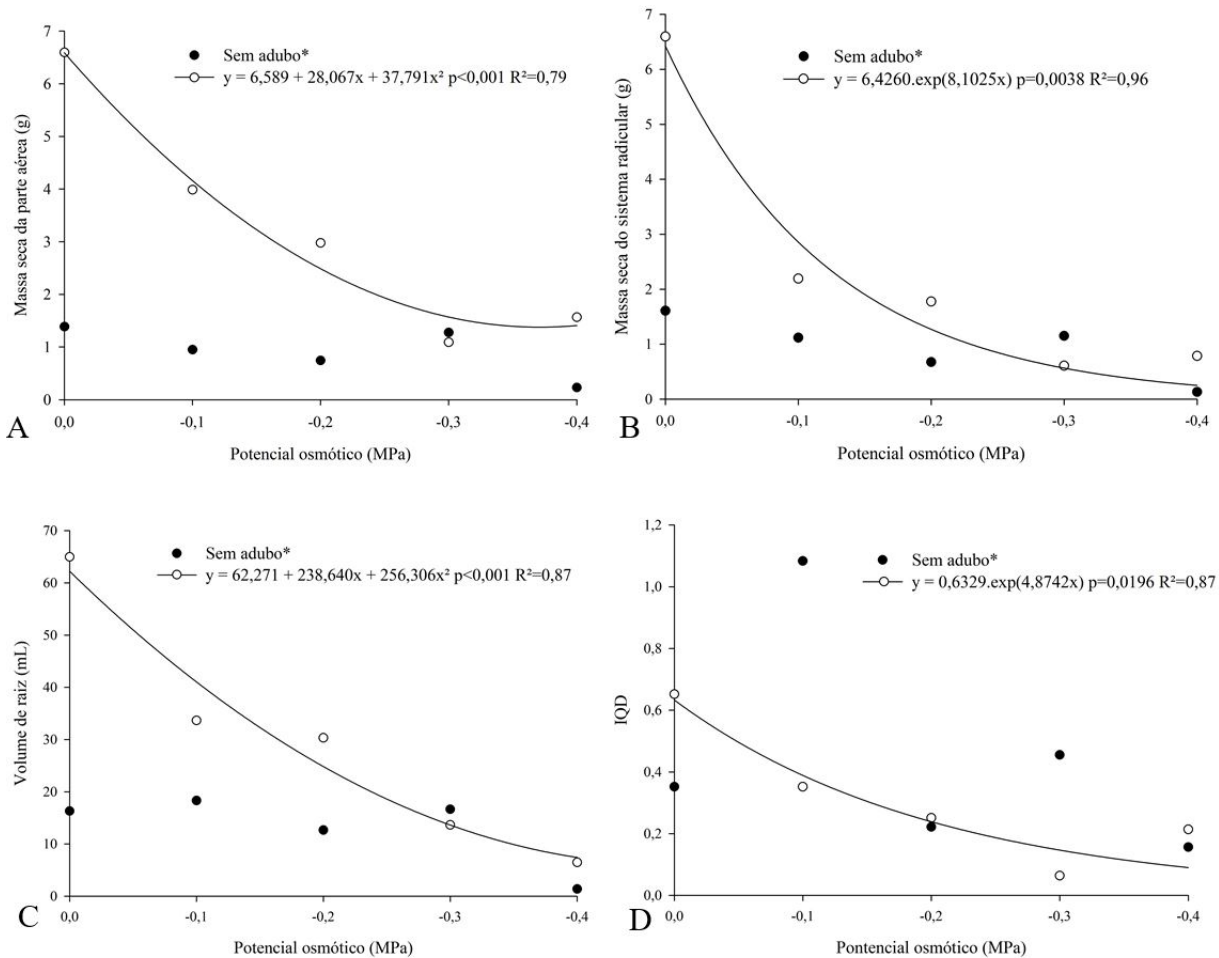 7
6
5
4
3
2
1
0
Massa seca da parte aérea (g)
Sem adubo*
y = 6,589 + 28,067x + 37,791x² p<0,001 R²=0,79
0,0 -0,1 -0,2 -0,3 -0,4
Potencial osmótico (MPa)
A
7
6
5
4
3
2
1
0
Massa seca do sistema radicular (g)
Sem adubo*
y = 6,4260.exp(8,1025x) p=0,0038 R²=0,96
0,0 -0,1 -0,2 -0,3 -0,4
Potencial osmótico (MPa)
B
70
60
50
40
30
20
10
0
Volume de raiz (mL)
Sem adubo*
y = 62,271 + 238,640x + 256,306x² p<0,001 R²=0,87
0,0 -0,1 -0,2 -0,3 -0,4
Potencial osmótico (MPa)
C
1,2
1,0
0,8
0,6
0,4
0,2
0,0
IQD
Sem adubo*
y = 0,6329.exp(4,8742x) p=0,0196 R²=0,87
0,0 -0,1 -0,2 -0,3 -0,4
Pontencial osmótico (MPa)
D